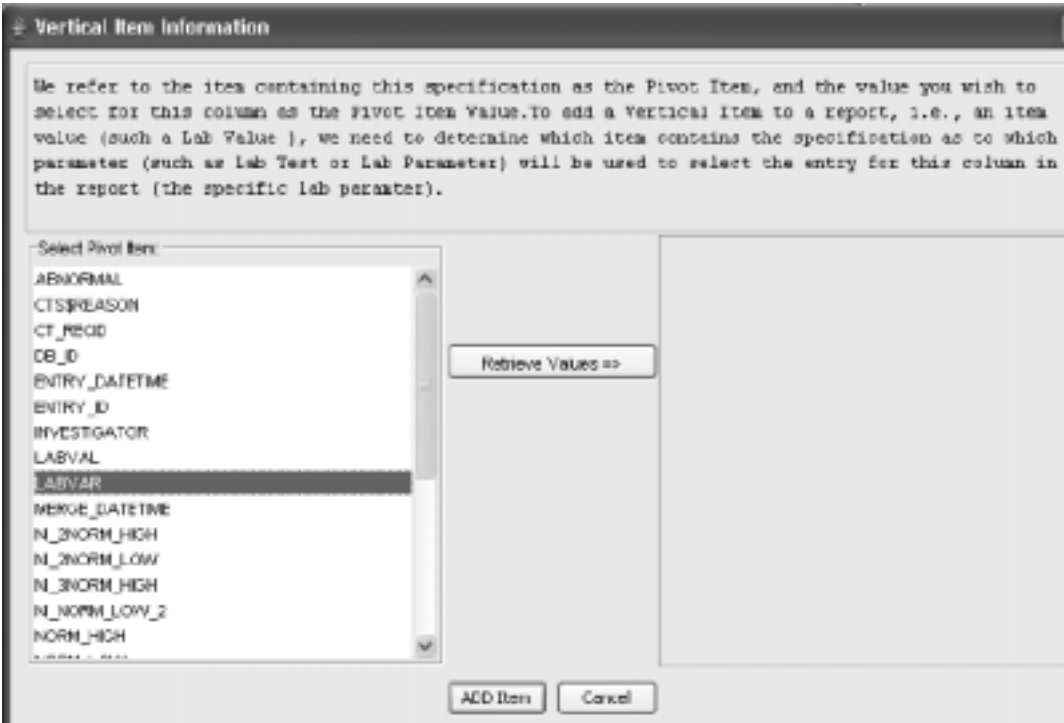 Vertical Item Information
We refer to the item containing this specification as the Pivot Item, and the value you wish to
select for this column as the Pivot Item Value.To add a Vertical Item to a report, i.e., an item
value (such a Lab Value ), we need to determine which item contains the specification as to which
parameter (such as Lab Test or Lab Parameter) will be used to select the entry for this column in
the report (the specific lab paramter).
Select Pivot Item:
ABNORMAL
CTS$REASON
CT_RECID
DB_ID
ENTRY_DATETIME
ENTRY_ID
INVESTIGATOR
LABVAL
LABVAR
MERGE_DATETIME
NI_2NORM_HIGH
NI_2NORM_LOW
NI_3NORM_HIGH
NI_NORM_LOW_2
NORM_HIGH
Retrieve Values =>
ADD Item
Cancel